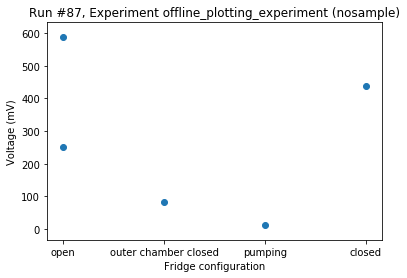 Run #87, Experiment offline_plotting_experiment (nosample)
600
500
400
300
200
100
0
Voltage (mV)
open
outer chamber closed
pumping
closed
Fridge configuration